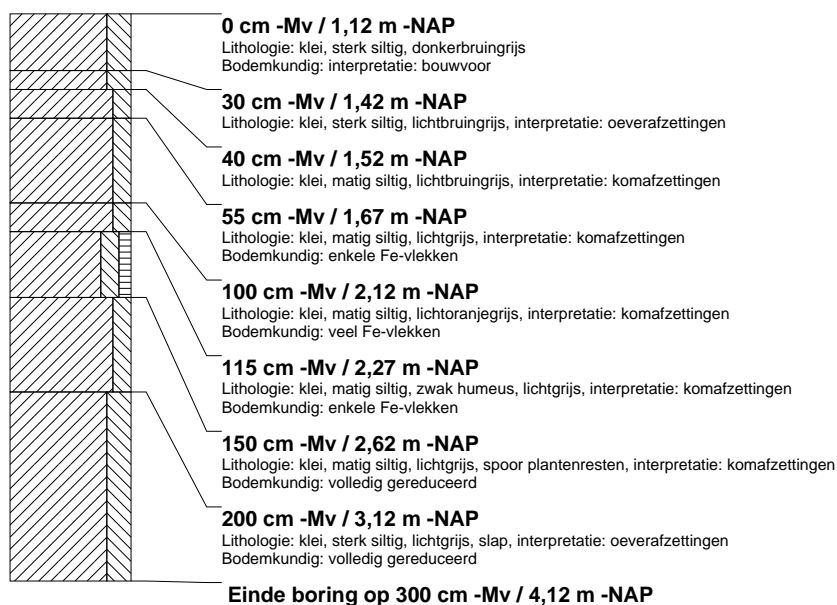 0 cm -Mv / 1,12 m -NAP
Lithologie: klei, sterk siltig, donkerbruingrijs
Bodemkundig: interpretatie: bouwvoor
30 cm -Mv / 1,42 m -NAP
Lithologie: klei, sterk siltig, lichtbruingrijs, interpretatie: oeverafzettingen
40 cm -Mv / 1,52 m -NAP
Lithologie: klei, matig siltig, lichtbruingrijs, interpretatie: komafzettingen
55 cm -Mv / 1,67 m -NAP
Lithologie: klei, matig siltig, lichtgrijs, interpretatie: komafzettingen
Bodemkundig: enkele Fe-vlekken
100 cm -Mv / 2,12 m -NAP
Lithologie: klei, matig siltig, lichtoranjegrijs, interpretatie: komafzettingen
Bodemkundig: veel Fe-vlekken
115 cm -Mv / 2,27 m -NAP
Lithologie: klei, matig siltig, zwak humeus, lichtgrijs, interpretatie: komafzettingen
Bodemkundig: enkele Fe-vlekken
150 cm -Mv / 2,62 m -NAP
Lithologie: klei, matig siltig, lichtgrijs, spoor plantenresten, interpretatie: komafzettingen
Bodemkundig: volledig gereduceerd
200 cm -Mv / 3,12 m -NAP
Lithologie: klei, sterk siltig, lichtgrijs, slap, interpretatie: oeverafzettingen
Bodemkundig: volledig gereduceerd
Einde boring op 300 cm -Mv / 4,12 m -NAP